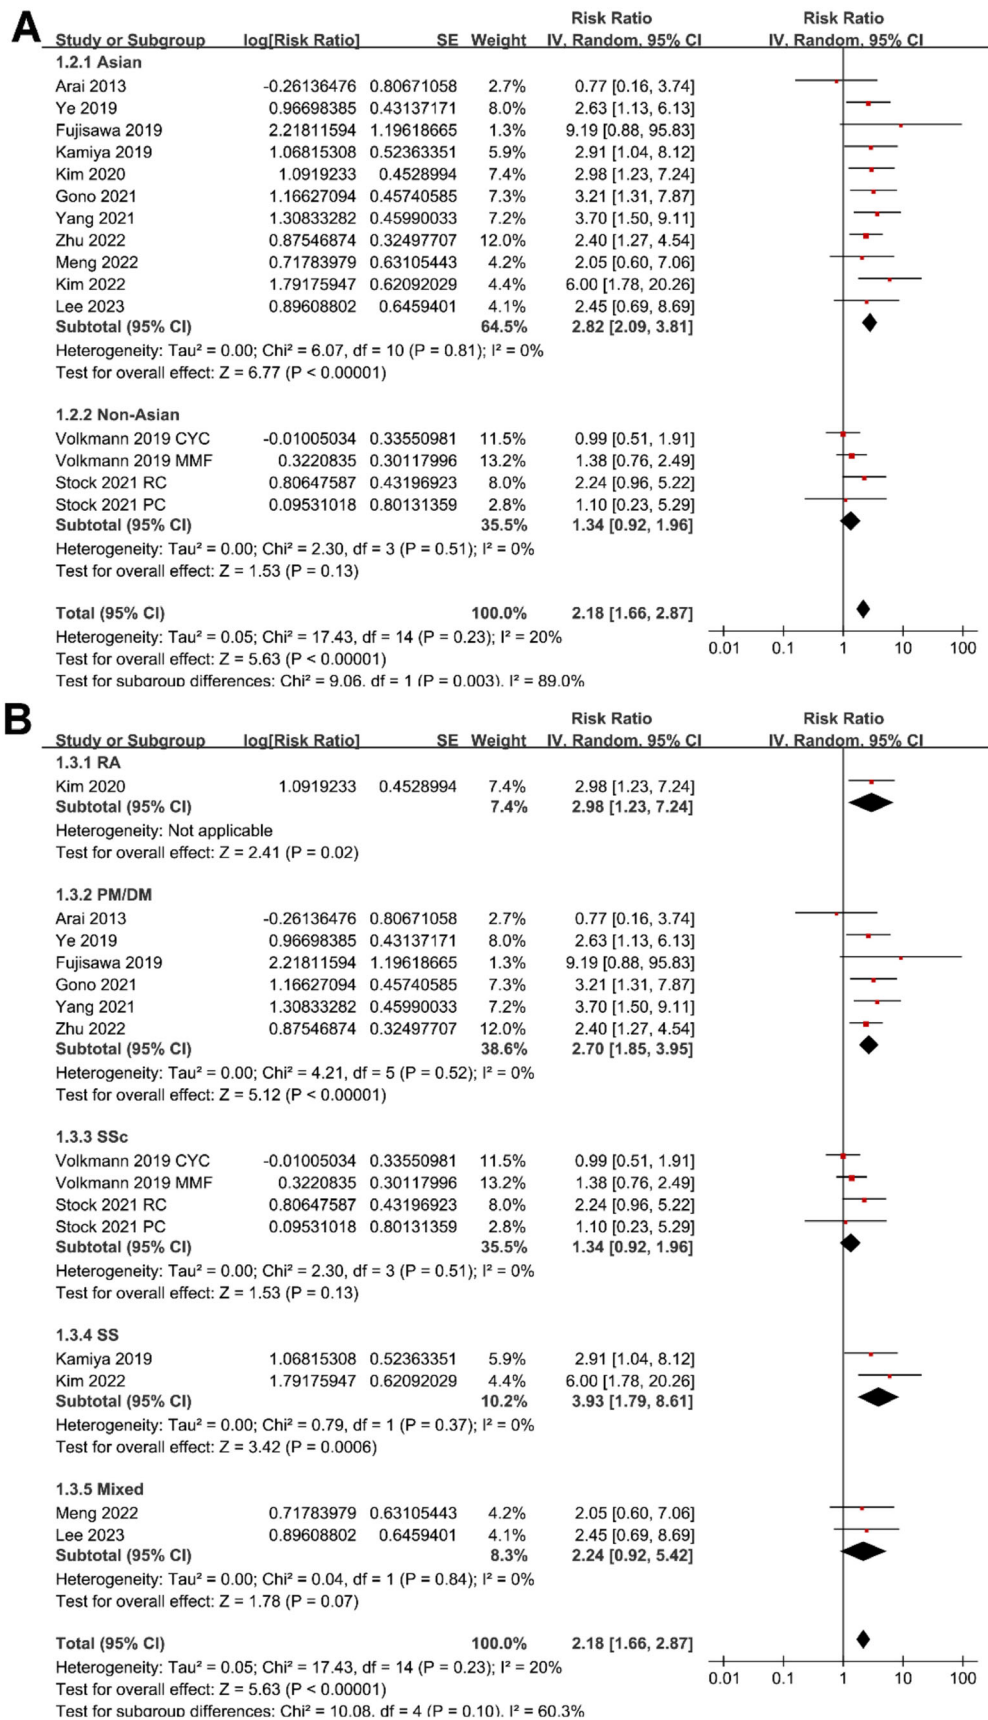 A
Risk Ratio Risk Ratio
Study or Subgroup log[Risk Ratio] SE Weight IV, Random, 95% CI IV, Random, 95% CI
1.2.1 Asian
Arai 2013 -0.26136476 0.80671058 2.7% 0.77 [0.16, 3.74]
Ye 2019 0.96698385 0.43137171 8.0% 2.63 [1.13, 6.13]
Fujisawa 2019 2.21811594 1.19618665 1.3% 9.19 [0.88, 95.83]
Kamiya 2019 1.06815308 0.52363351 5.9% 2.91 [1.04, 8.12]
Kim 2020 1.0919233 0.4528994 7.4% 2.98 [1.23, 7.24]
Gono 2021 1.16627094 0.45740585 7.3% 3.21 [1.31, 7.87]
Yang 2021 1.30833282 0.45990033 7.2% 3.70 [1.50, 9.11]
Zhu 2022 0.87546874 0.32497707 12.0% 2.40 [1.27, 4.54]
Meng 2022 0.71783979 0.63105443 4.2% 2.05 [0.60, 7.06]
Kim 2022 1.79175947 0.62092029 4.4% 6.00 [1.78, 20.26]
Lee 2023 0.89608802 0.6459401 4.1% 2.45 [0.69, 8.69]
Subtotal (95% CI) 64.5% 2.82 [2.09, 3.81]
Heterogeneity: Tau² = 0.00; Chi² = 6.07, df = 10 (P = 0.81); I² = 0%
Test for overall effect: Z = 6.77 (P < 0.00001)
1.2.2 Non-Asian
Volkmann 2019 CYC -0.01005034 0.33550981 11.5% 0.99 [0.51, 1.91]
Volkmann 2019 MMF 0.3220835 0.30117996 13.2% 1.38 [0.76, 2.49]
Stock 2021 RC 0.80647587 0.43196923 8.0% 2.24 [0.96, 5.22]
Stock 2021 PC 0.09531018 0.80131359 2.8% 1.10 [0.23, 5.29]
Subtotal (95% CI) 35.5% 1.34 [0.92, 1.96]
Heterogeneity: Tau² = 0.00; Chi² = 2.30, df = 3 (P = 0.51); I² = 0%
Test for overall effect: Z = 1.53 (P = 0.13)
Total (95% CI) 100.0% 2.18 [1.66, 2.87]
Heterogeneity: Tau² = 0.05; Chi² = 17.43, df = 14 (P = 0.23); I² = 20%
0.01 0.1 1 10 100
Test for overall effect: Z = 5.63 (P < 0.00001)
Test for subgroup differences: Chi² = 9.06, df = 1 (P = 0.003), I² = 89.0%
B
Risk Ratio Risk Ratio
Study or Subgroup log[Risk Ratio] SE Weight IV, Random, 95% CI IV, Random, 95% CI
1.3.1 RA
Kim 2020 1.0919233 0.4528994 7.4% 2.98 [1.23, 7.24]
Subtotal (95% CI) 7.4% 2.98 [1.23, 7.24]
Heterogeneity: Not applicable
Test for overall effect: Z = 2.41 (P = 0.02)
1.3.2 PM/DM
Arai 2013 -0.26136476 0.80671058 2.7% 0.77 [0.16, 3.74]
Ye 2019 0.96698385 0.43137171 8.0% 2.63 [1.13, 6.13]
Fujisawa 2019 2.21811594 1.19618665 1.3% 9.19 [0.88, 95.83]
Gono 2021 1.16627094 0.45740585 7.3% 3.21 [1.31, 7.87]
Yang 2021 1.30833282 0.45990033 7.2% 3.70 [1.50, 9.11]
Zhu 2022 0.87546874 0.32497707 12.0% 2.40 [1.27, 4.54]
Subtotal (95% CI) 38.6% 2.70 [1.85, 3.95]
Heterogeneity: Tau² = 0.00; Chi² = 4.21, df = 5 (P = 0.52); I² = 0%
Test for overall effect: Z = 5.12 (P < 0.00001)
1.3.3 SSc
Volkmann 2019 CYC -0.01005034 0.33550981 11.5% 0.99 [0.51, 1.91]
Volkmann 2019 MMF 0.3220835 0.30117996 13.2% 1.38 [0.76, 2.49]
Stock 2021 RC 0.80647587 0.43196923 8.0% 2.24 [0.96, 5.22]
Stock 2021 PC 0.09531018 0.80131359 2.8% 1.10 [0.23, 5.29]
Subtotal (95% CI) 35.5% 1.34 [0.92, 1.96]
Heterogeneity: Tau² = 0.00; Chi² = 2.30, df = 3 (P = 0.51); I² = 0%
Test for overall effect: Z = 1.53 (P = 0.13)
1.3.4 SS
Kamiya 2019 1.06815308 0.52363351 5.9% 2.91 [1.04, 8.12]
Kim 2022 1.79175947 0.62092029 4.4% 6.00 [1.78, 20.26]
Subtotal (95% CI) 10.2% 3.93 [1.79, 8.61]
Heterogeneity: Tau² = 0.00; Chi² = 0.79, df = 1 (P = 0.37); I² = 0%
Test for overall effect: Z = 3.42 (P = 0.0006)
1.3.5 Mixed
Meng 2022 0.71783979 0.63105443 4.2% 2.05 [0.60, 7.06]
Lee 2023 0.89608802 0.6459401 4.1% 2.45 [0.69, 8.69]
Subtotal (95% CI) 8.3% 2.24 [0.92, 5.42]
Heterogeneity: Tau² = 0.00; Chi² = 0.04, df = 1 (P = 0.84); I² = 0%
Test for overall effect: Z = 1.78 (P = 0.07)
Total (95% CI) 100.0% 2.18 [1.66, 2.87]
Heterogeneity: Tau² = 0.05; Chi² = 17.43, df = 14 (P = 0.23); I² = 20%
0.01 0.1 1 10 100
Test for overall effect: Z = 5.63 (P < 0.00001)
Test for subgroup differences: Chi² = 10.08, df = 4 (P = 0.10), I² = 60.3%